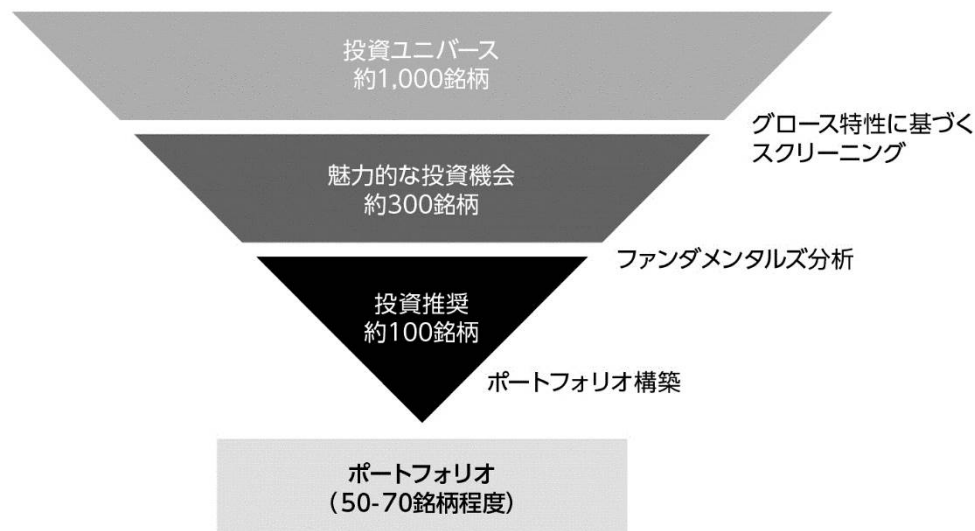 投資ユニバース
約1,000銘柄
グロース特性に基づく
スクリーニング
魅力的な投資機会
約300銘柄
ファンダメンタルズ分析
投資推奨
約100銘柄
ポートフォリオ構築
ポートフォリオ
(50-70銘柄程度)